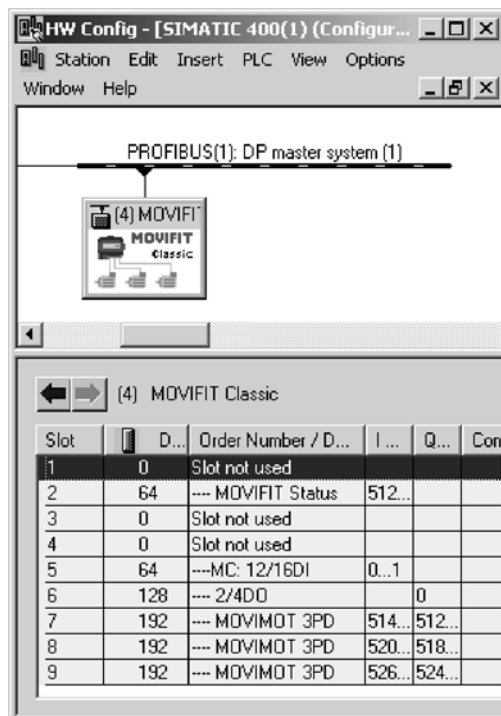 HW Config - [SIMATIC 400(1) (Configur...
Station Edit Insert PLC View Options
Window Help
PROFIBUS(1): DP master system (1)
(4) MOVIFIT
MOVIFIT
Classic
(4) MOVIFIT Classic
Slot D... Order Number / D... I ... Q... Com
1 0 Slot not used
2 64 ---- MOVIFIT Status 512...
3 0 Slot not used
4 0 Slot not used
5 64 ----MC: 12/16DI 0...1
6 128 ---- 2/4DO 0
7 192 ---- MOVIMOT 3PD 514... 512...
8 192 ---- MOVIMOT 3PD 520... 518...
9 192 ---- MOVIMOT 3PD 526... 524...